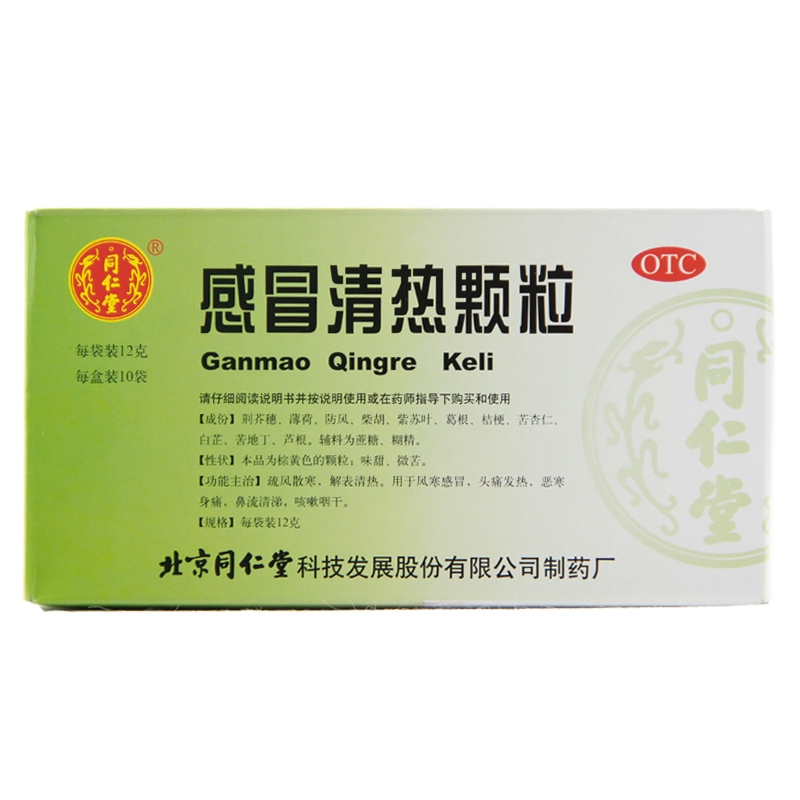 同仁堂
®
每袋装12克
每盒装10袋
感冒清热颗粒
Ganmao Qingre Keli
OTC
请仔细阅读说明书并按说明使用或在药师指导下购买和使用
【成份】荆芥穗、薄荷、防风、柴胡、紫苏叶、葛根、桔梗、苦杏仁、
白芷、苦地丁、芦根。辅料为蔗糖、糊精。
【性状】本品为棕黄色的颗粒；味甜、微苦。
【功能主治】疏风散寒，解表清热。用于风寒感冒，头痛发热，恶寒
身痛，鼻流清涕，咳嗽咽干。
【规格】每袋装12克
同仁堂
北京同仁堂科技发展股份有限公司制药厂